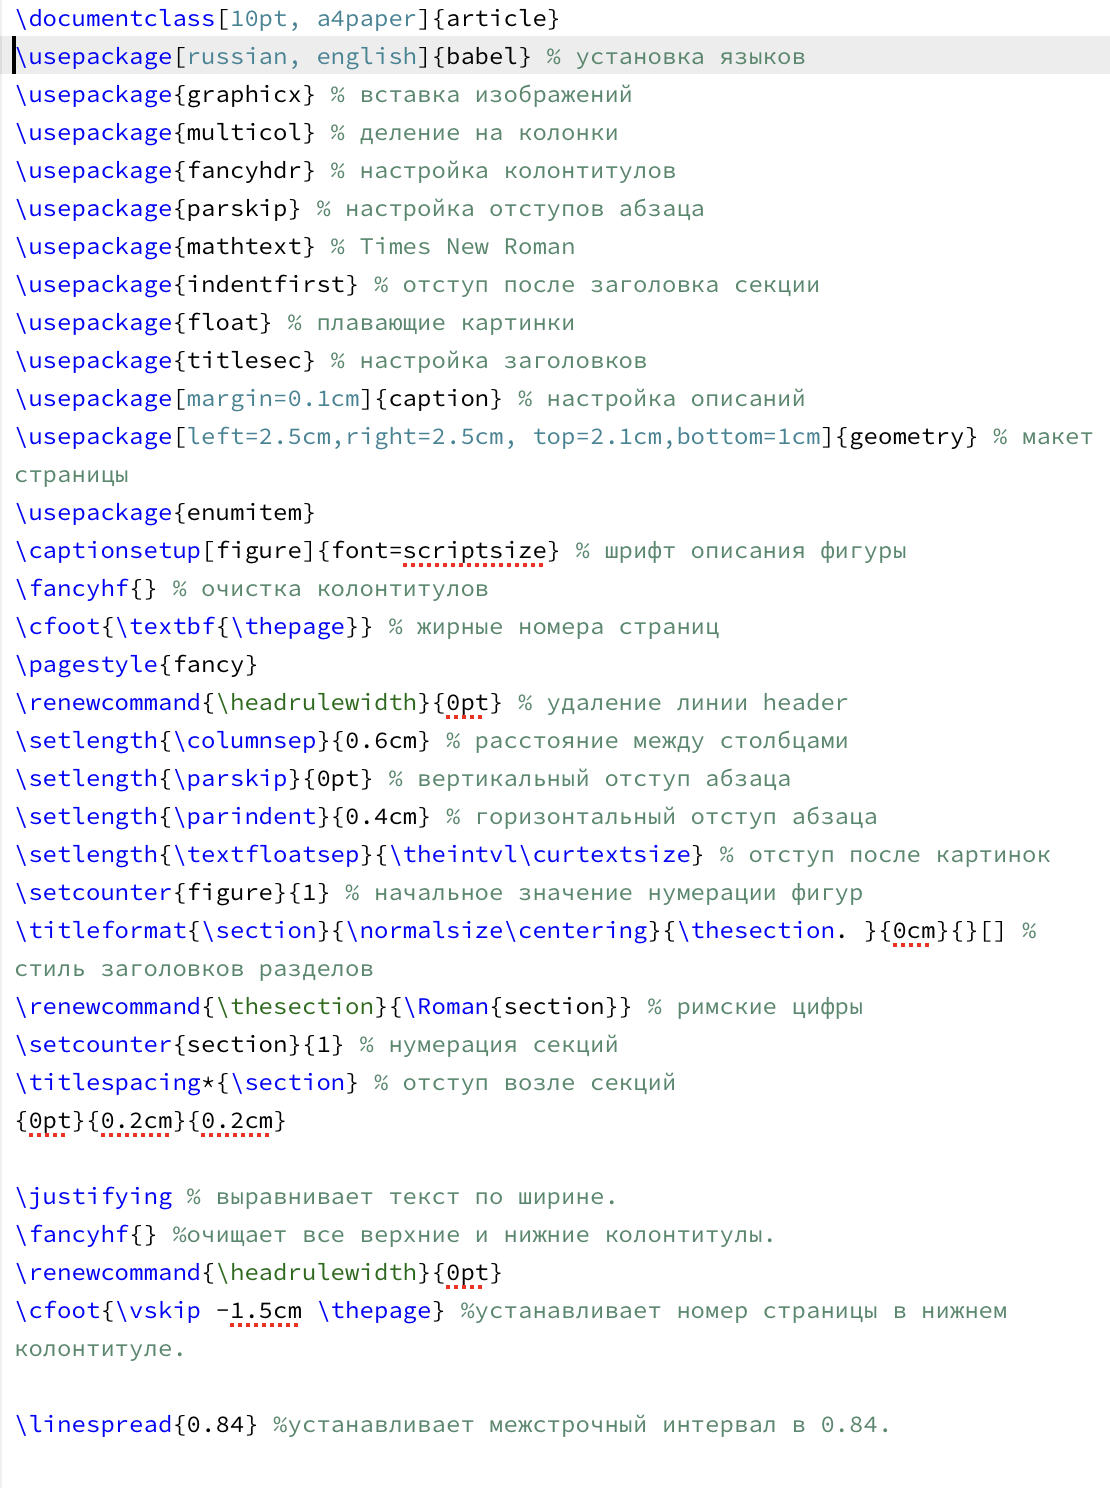 \documentclass[10pt, a4paper]{article}
\usepackage[russian, english]{babel} % установка языков
\usepackage{graphicx} % вставка изображений
\usepackage{multicol} % деление на колонки
\usepackage{fancyhdr} % настройка колонтитулов
\usepackage{parskip} % настройка отступов абзаца
\usepackage{mathtext} % Times New Roman
\usepackage{indentfirst} % отступ после заголовка секции
\usepackage{float} % плавающие картинки
\usepackage{titlesec} % настройка заголовков
\usepackage[margin=0.1cm]{caption} % настройка описаний
\usepackage[left=2.5cm,right=2.5cm, top=2.1cm,bottom=1cm]{geometry} % макет
страницы
\usepackage{enumitem}
\captionsetup[figure]{font=scriptsize} % шрифт описания фигуры
\fancyhf{} % очистка колонтитулов
\cfoot{\textbf{\thepage}} % жирные номера страниц
\pagestyle{fancy}
\renewcommand{\headrulewidth}{0pt} % удаление линии header
\setlength{\columnsep}{0.6cm} % расстояние между столбцами
\setlength{\parskip}{0pt} % вертикальный отступ абзаца
\setlength{\parindent}{0.4cm} % горизонтальный отступ абзаца
\setlength{\textfloatsep}{\theintvl\curtextsize} % отступ после картинок
\setcounter{figure}{1} % начальное значение нумерации фигур
\titleformat{\section}{\normalsize\centering}{\thesection. }{0cm}{}[] %
стиль заголовков разделов
\renewcommand{\thesection}{\Roman{section}} % римские цифры
\setcounter{section}{1} % нумерация секций
\titlespacing*{\section} % отступ возле секций
{0pt}{0.2cm}{0.2cm}
\justifying % выравнивает текст по ширине.
\fancyhf{} %очищает все верхние и нижние колонтитулы.
\renewcommand{\headrulewidth}{0pt}
\cfoot{\vskip -1.5cm \thepage} %устанавливает номер страницы в нижнем
колонтитуле.
\linespread{0.84} %устанавливает межстрочный интервал в 0.84.